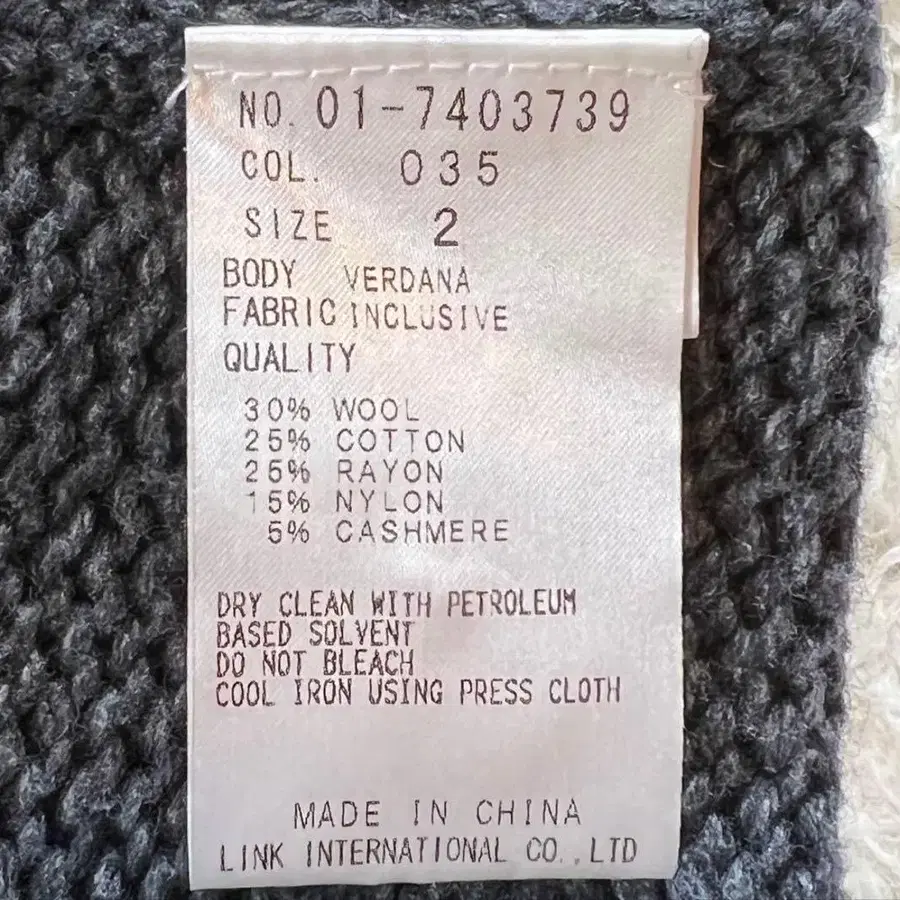 NO. 01-7403739
COL. 035
SIZE 2
BODY VERDANA
FABRIC INCLUSIVE
QUALITY
30% WOOL
25% COTTON
25% RAYON
15% NYLON
5% CASHMERE
DRY CLEAN WITH PETROLEUM
BASED SOLVENT
DO NOT BLEACH
COOL IRON USING PRESS CLOTH
MADE IN CHINA
LINK INTERNATIONAL CO.,LTD